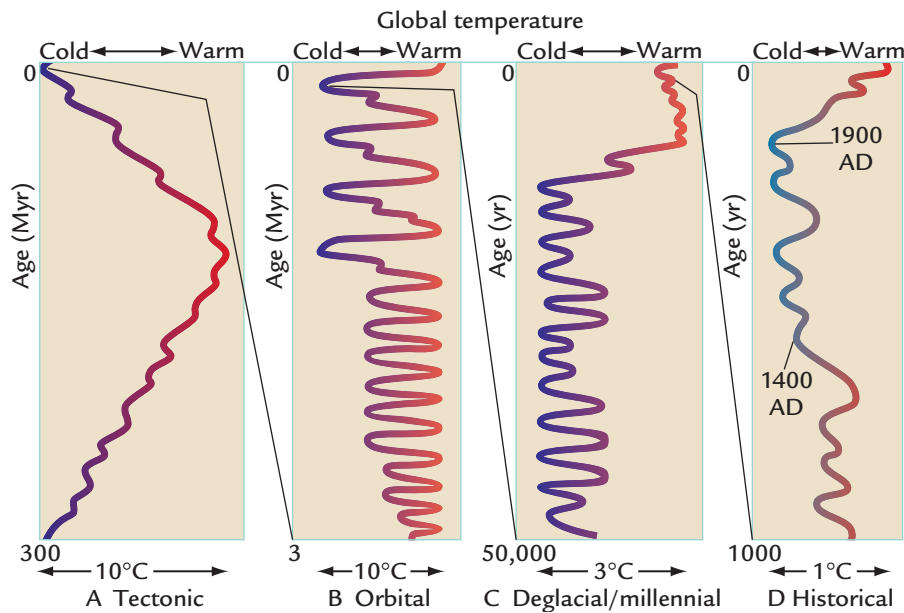 Global temperature
Cold Warm
Cold Warm
Cold Warm
Cold Warm
0
0
0
0
Age (Myr)
Age (Myr)
Age (yr)
Age (yr)
1900
AD
1400
AD
300
3
50,000
1000
10°C
10°C
3°C
1°C
A Tectonic
B Orbital
C Deglacial/millennial
D Historical